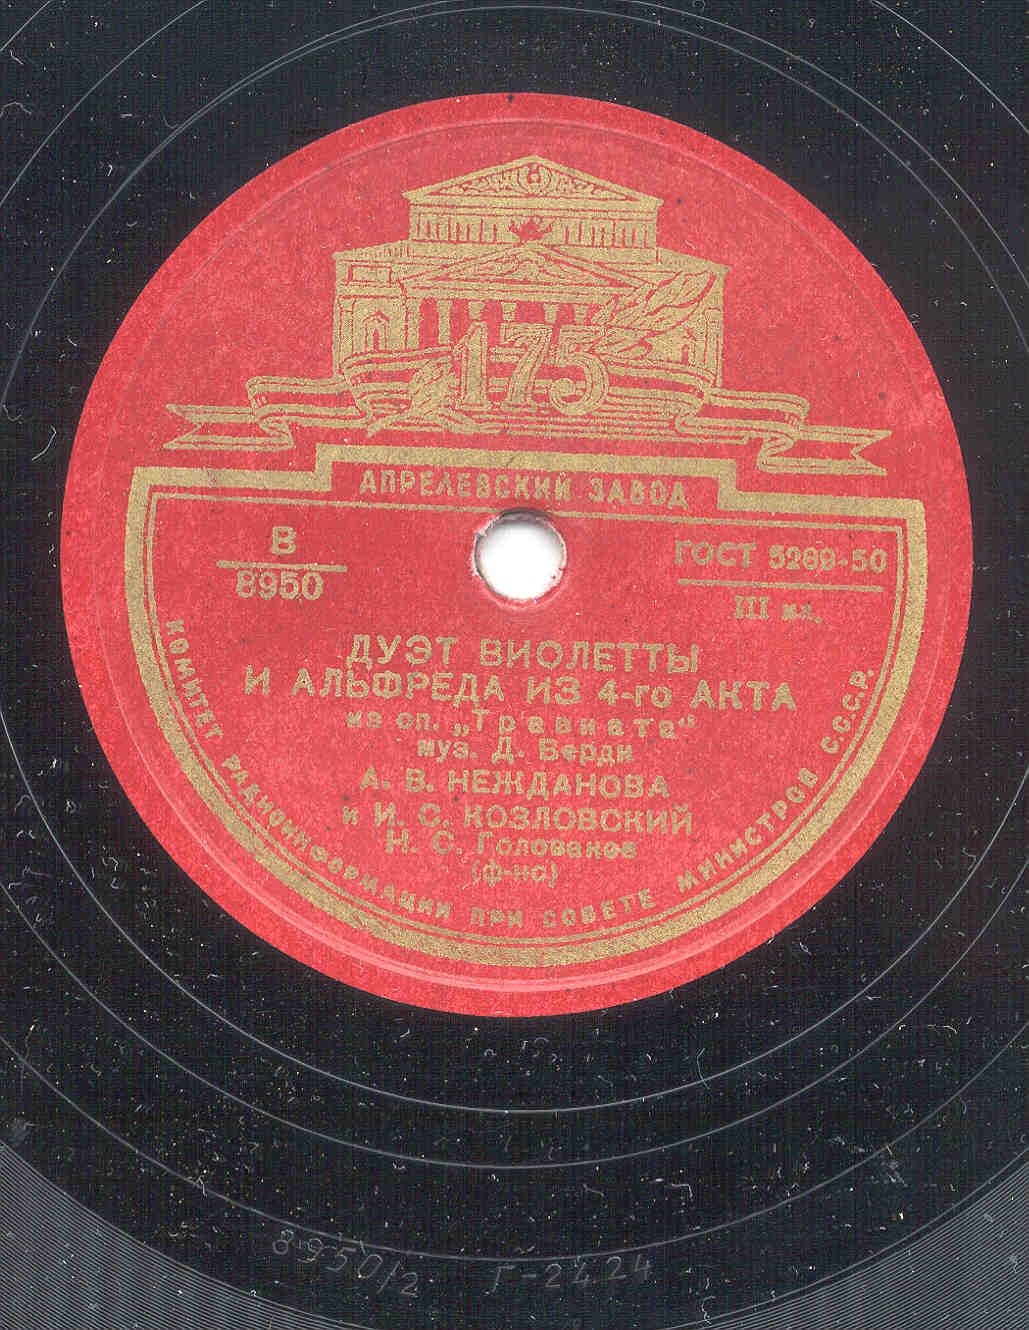 175
АПРЕЛЕВСКИЙ ЗАВОД
В
8950
ГОСТ 5289-50
III кл.
ДУЭТ ВИОЛЕТТЫ
И АЛЬФРЕДА ИЗ 4-го АКТА
из оп. „Травиата“
муз. Д. Верди
А. В. НЕЖДАНОВА
и И. С. КОЗЛОВСКИЙ
Н. С. Голованов
(ф-но)
КОМИТЕТ РАДИОИНФОРМАЦИИ ПРИ СОВЕТЕ МИНИСТРОВ С.С.С.Р.
8950/2 Г-2424